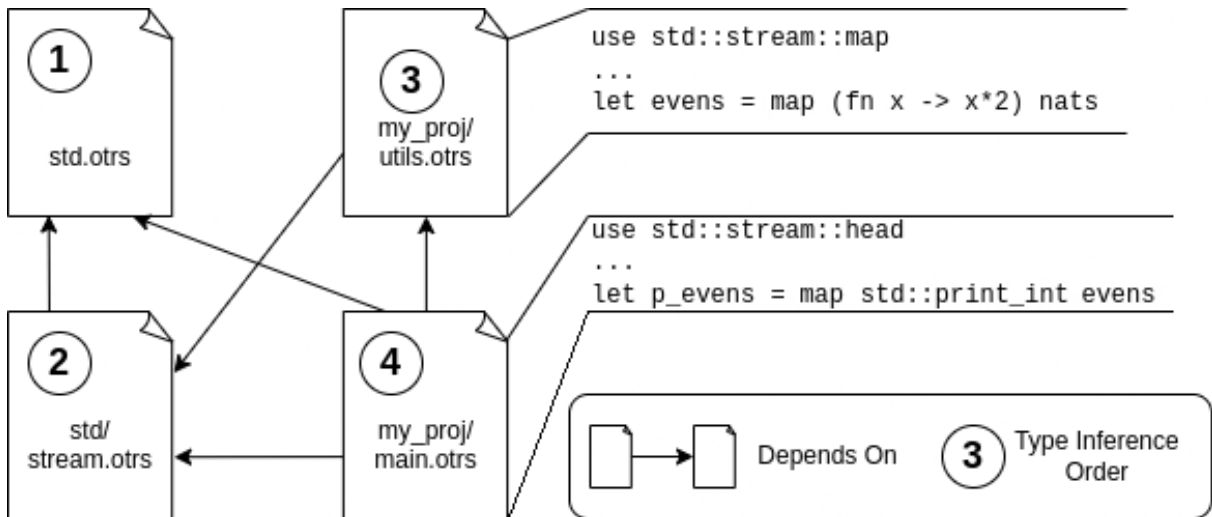 1
std.otrs
3
my_proj/
utils.otrs
use std::stream::map
...
let evens = map (fn x -> x*2) nats
2
std/
stream.otrs
4
my_proj/
main.otrs
use std::stream::head
...
let p_evens = map std::print_int evens
Depends On
3
Type Inference
Order